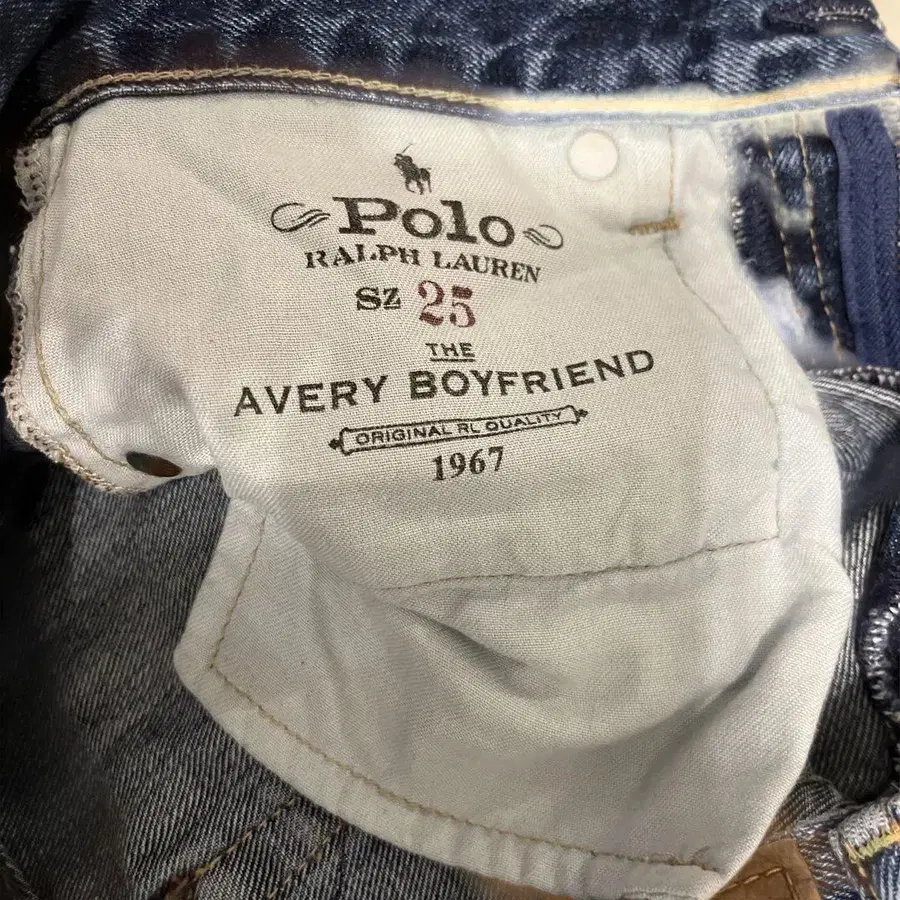 Polo
RALPH LAUREN
SZ 25
THE
AVERY BOYFRIEND
ORIGINAL RL QUALITY
1967